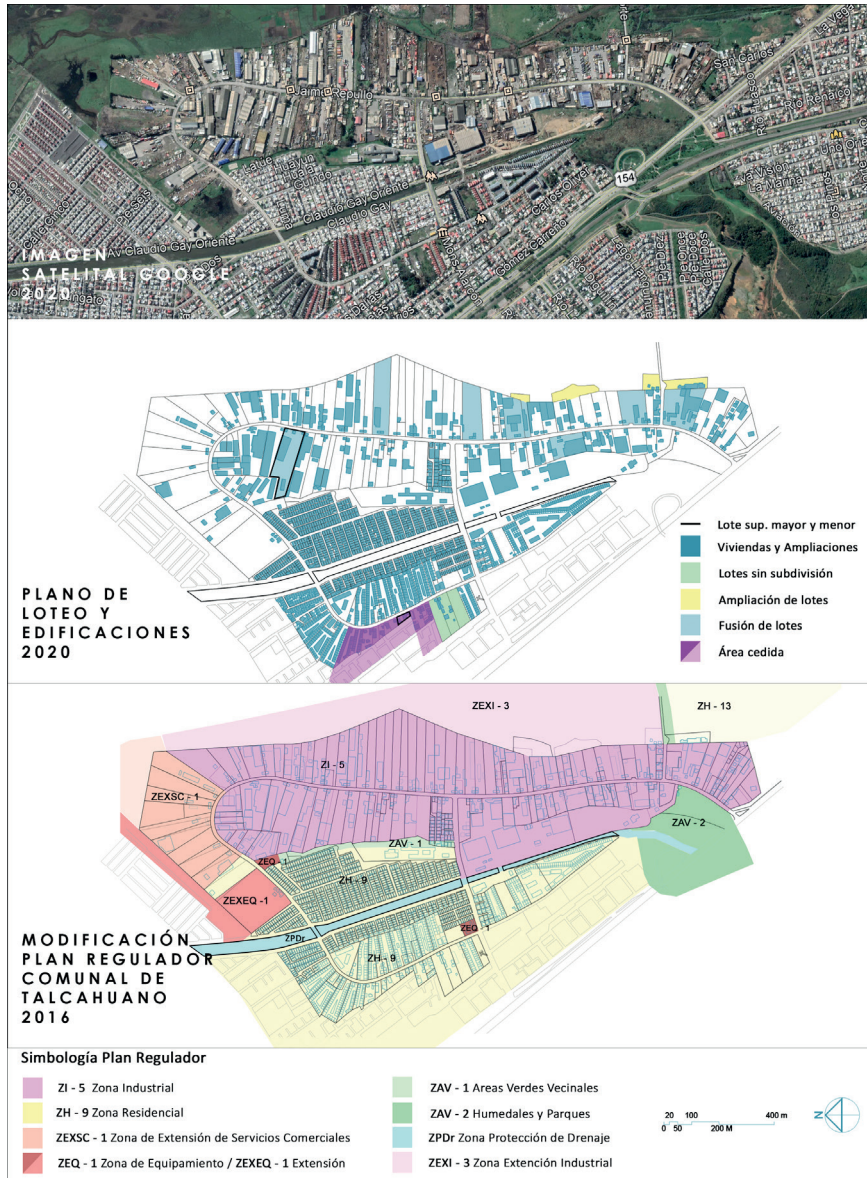 Jaime Repullo
San Carlos
La Vega
Río Renaico
154
Claudio Gay Oriente
Claudio Gay
Av Claudio Gay Oriente
Carlos Oliver
Gómez Carreño
IMAGEN
SATELITAL GOOGLE
2020
Lote sup. mayor y menor
Viviendas y Ampliaciones
Lotes sin subdivisión
Ampliación de lotes
Fusión de lotes
Área cedida
PLANO DE
LOTEO Y
EDIFICACIONES
2020
ZEXI - 3
ZH - 13
ZI - 5
ZEXSC - 1
ZAV - 2
ZAV - 1
ZEQ - 1
ZH - 9
ZEXEQ -1
ZEQ - 1
ZPDr
ZH - 9
MODIFICACIÓN
PLAN REGULADOR
COMUNAL DE
TALCAHUANO
2016
Simbología Plan Regulador
ZI - 5 Zona Industrial
ZH - 9 Zona Residencial
ZEXSC - 1 Zona de Extensión de Servicios Comerciales
ZEQ - 1 Zona de Equipamiento / ZEXEQ - 1 Extensión
ZAV - 1 Areas Verdes Vecinales
ZAV - 2 Humedales y Parques
ZPDr Zona Protección de Drenaje
ZEXI - 3 Zona Extención Industrial
20 100 400 m
0 50 200 M
N